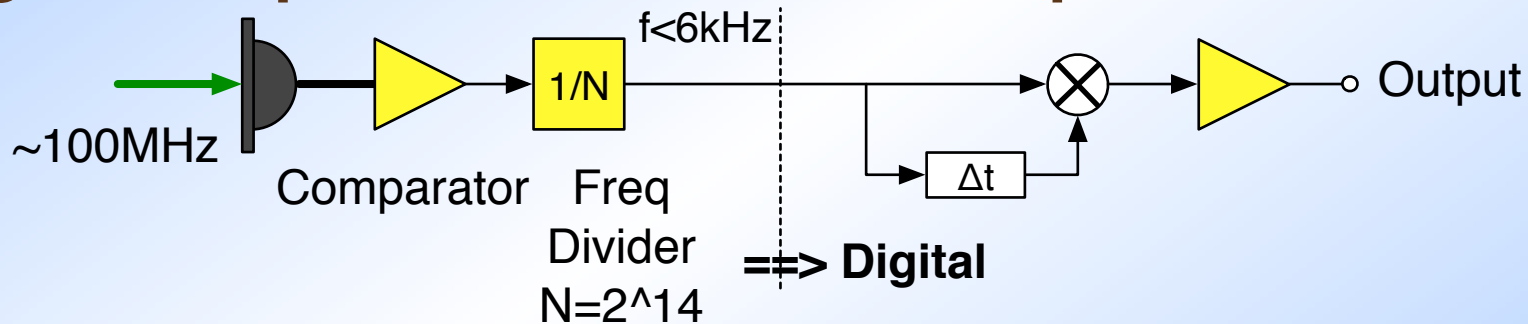 f<6kHz
1/N
Output
~100MHz
Δt
Comparator
Freq
Divider
N=2^14
==> Digital